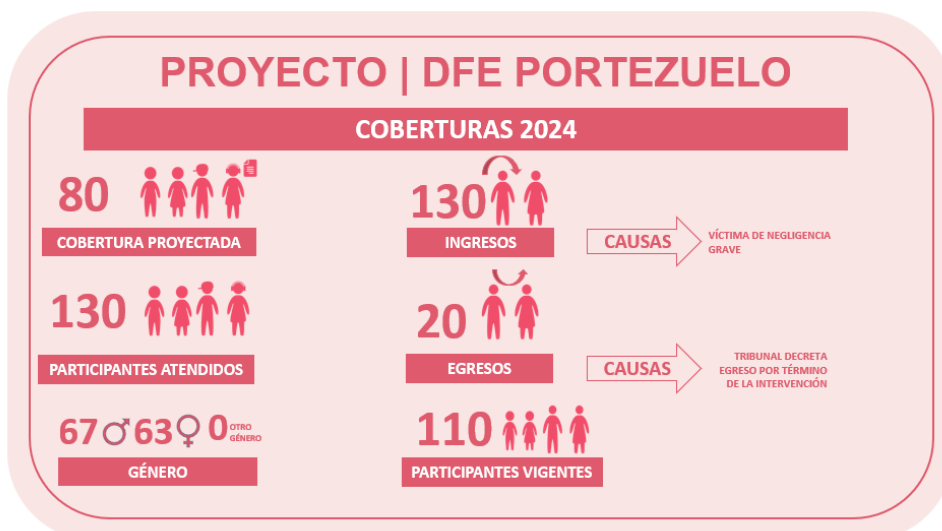 PROYECTO | DFE PORTEZUELO
COBERTURAS 2024
80
COBERTURA PROYECTADA
130
INGRESOS
CAUSAS
VÍCTIMA DE NEGLIGENCIA
GRAVE
130
PARTICIPANTES ATENDIDOS
20
EGRESOS
CAUSAS
TRIBUNAL DECRETA
EGRESO POR TÉRMINO
DE LA INTERVENCIÓN
67 ♂ 63 ♀ 0 OTRO
GÉNERO
GÉNERO
110
PARTICIPANTES VIGENTES